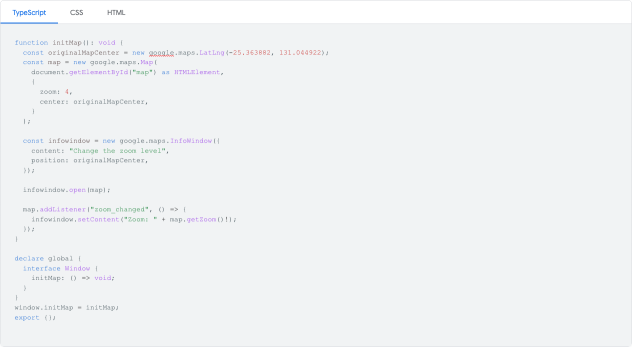 TypeScript CSS HTML
function initMap(): void {
const originalMapCenter = new google.maps.LatLng(-25.363882, 131.044922);
const map = new google.maps.Map(
document.getElementById("map") as HTMLElement,
{
zoom: 4,
center: originalMapCenter,
}
);
const infowindow = new google.maps.InfoWindow({
content: "Change the zoom level",
position: originalMapCenter,
});
infowindow.open(map);
map.addListener("zoom_changed", () => {
infowindow.setContent("Zoom: " + map.getZoom()!);
});
}
declare global {
interface Window {
initMap: () => void;
}
}
window.initMap = initMap;
export {};